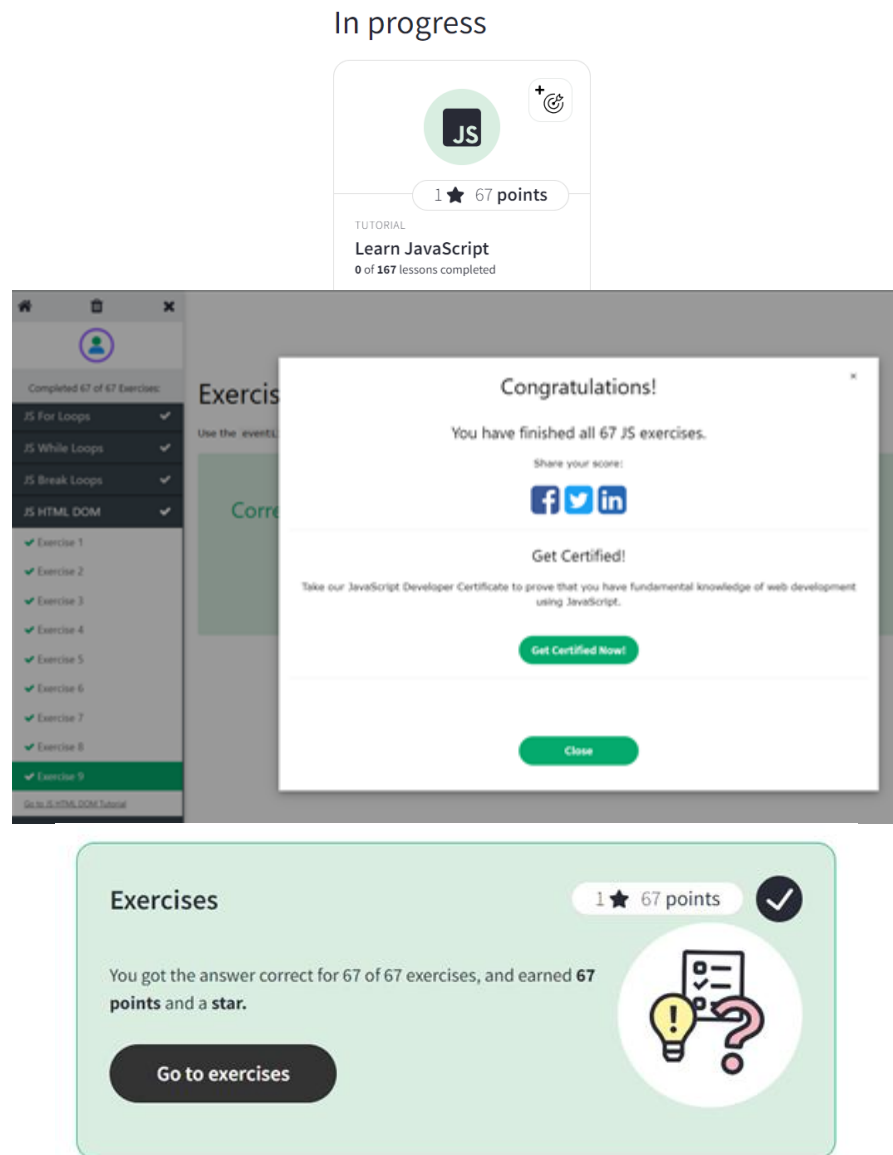 In progress
JS
1 67 points
TUTORIAL
Learn JavaScript
0 of 167 lessons completed
Completed 67 of 67 Exercises:
JS For Loops
JS While Loops
JS Break Loops
JS HTML DOM
Exercise 1
Exercise 2
Exercise 3
Exercise 4
Exercise 5
Exercise 6
Exercise 7
Exercise 8
Exercise 9
Go to JS HTML DOM Tutorial
Exercis
Use the eventL
Corre
Congratulations!
You have finished all 67 JS exercises.
Share your score:
Get Certified!
Take our JavaScript Developer Certificate to prove that you have fundamental knowledge of web development
using JavaScript.
Get Certified Now!
Close
Exercises
1 67 points
You got the answer correct for 67 of 67 exercises, and earned 67
points and a star.
Go to exercises